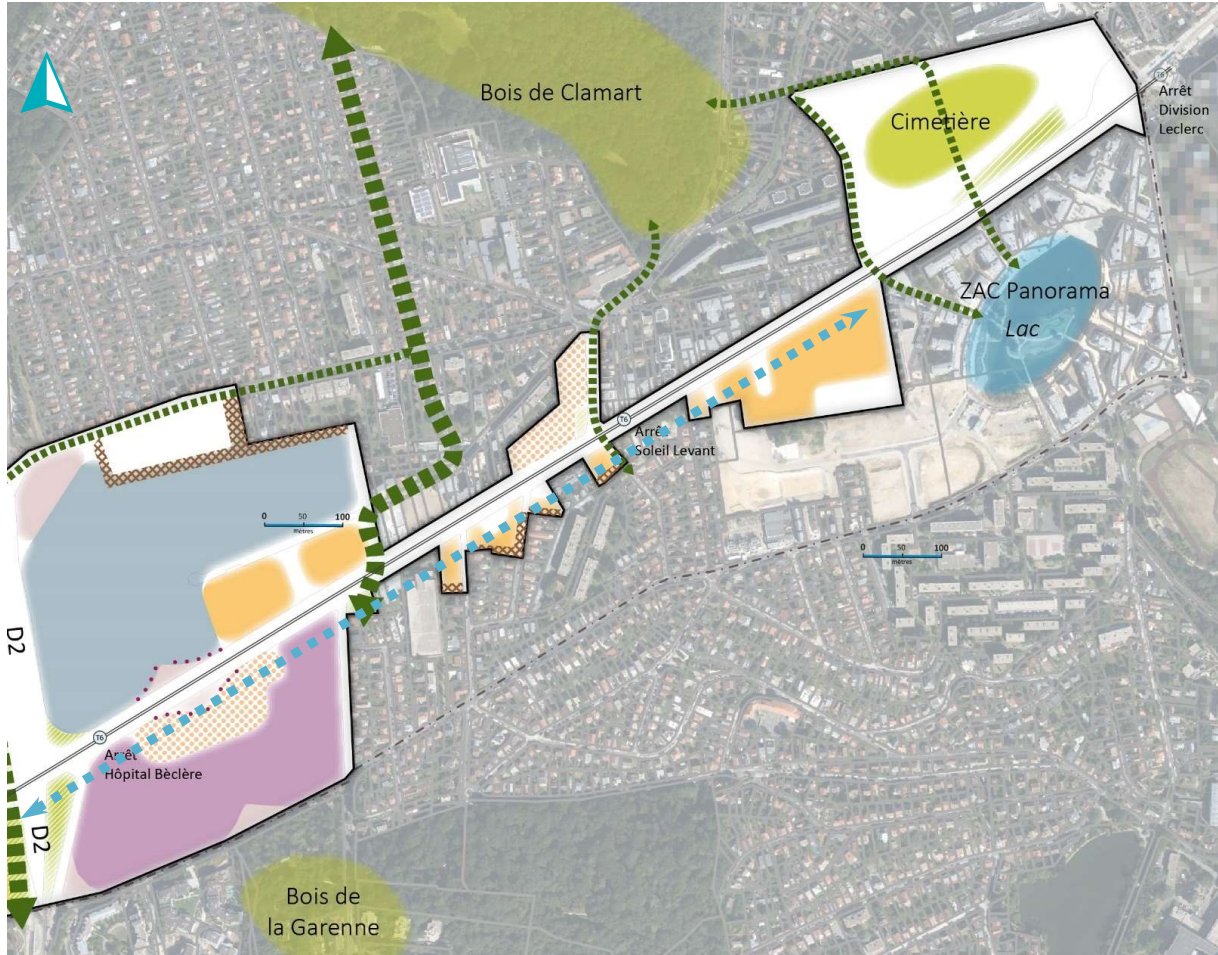 Bois de Clamart
Cimetière
T6
Arrêt
Division
Leclerc
ZAC Panorama
Lac
T6
Arrêt
Soleil Levant
0 50 100
mètres
0 50 100
mètres
D2
T6
Arrêt
Hôpital Bèclère
D2
Bois de
la Garenne